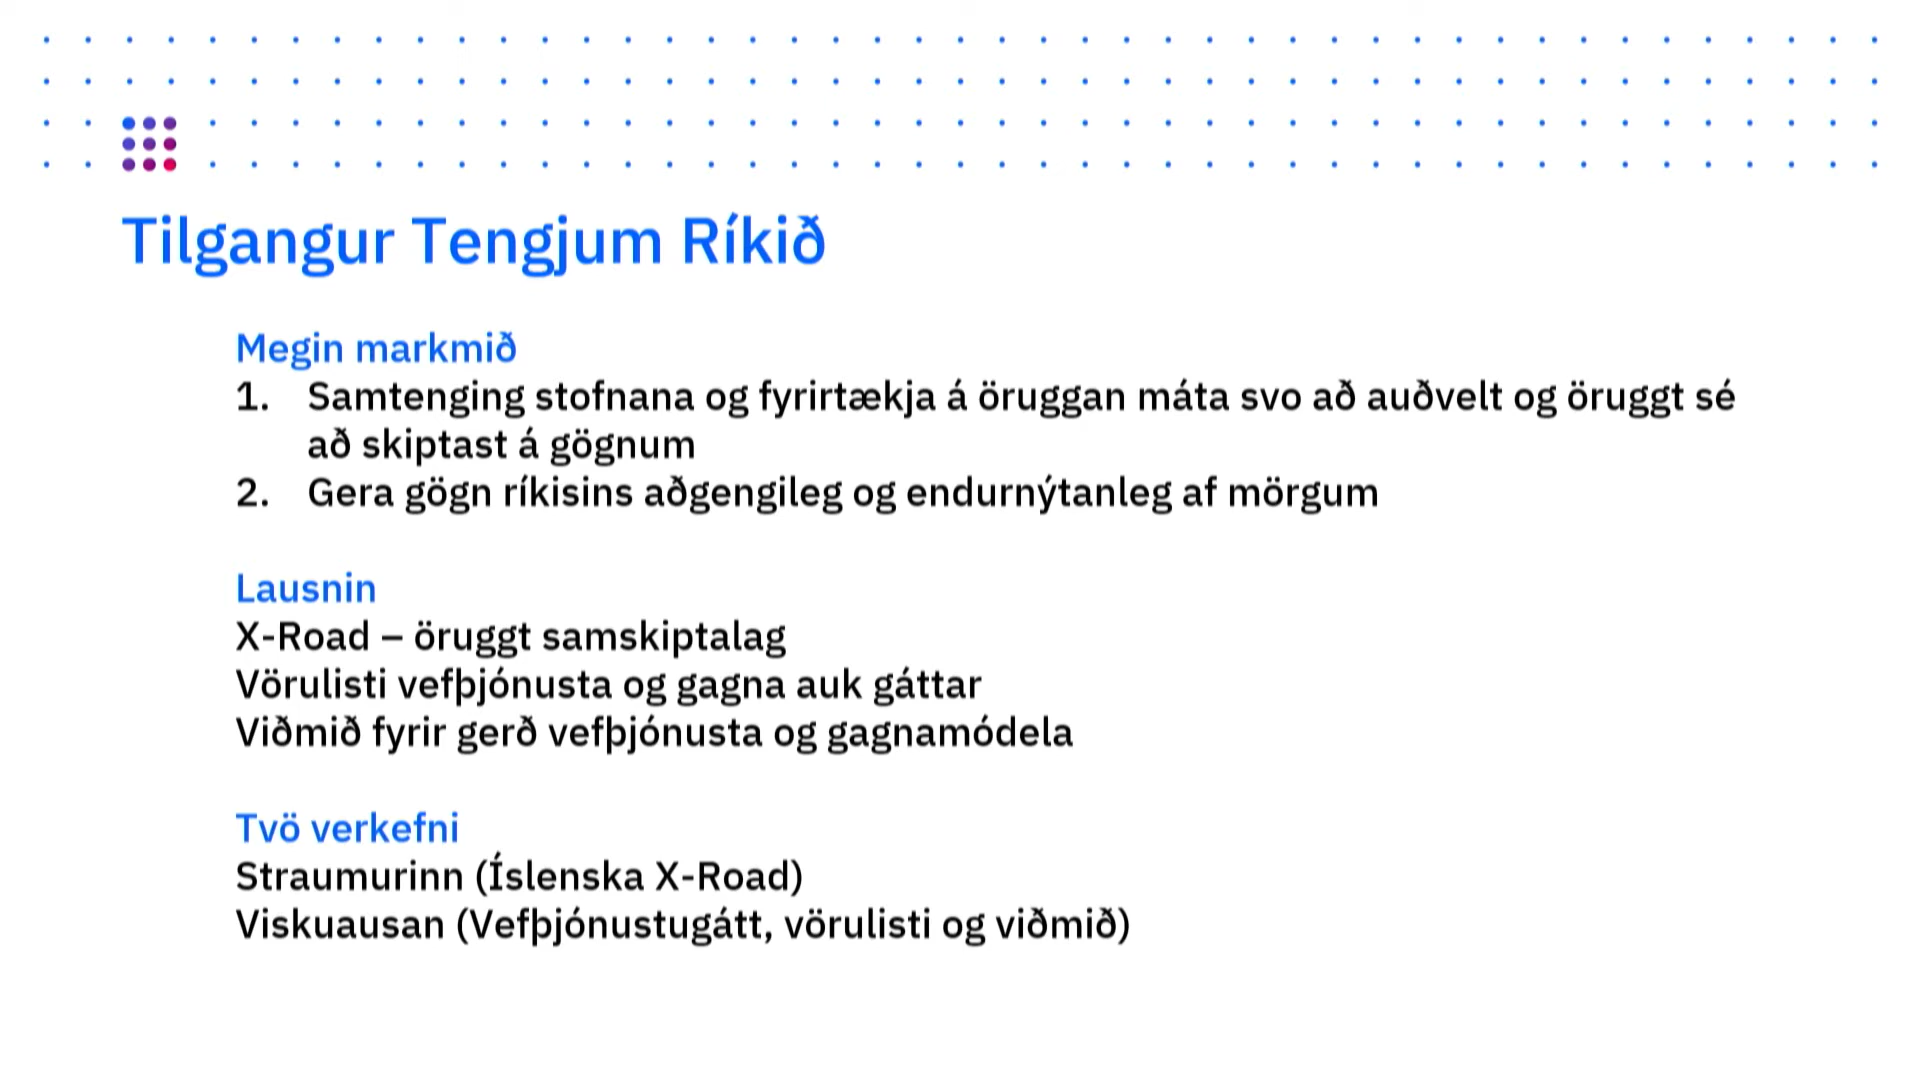 Tilgangur Tengjum Ríkið
Megin markmið
1. Samtenging stofnana og fyrirtækja á öruggan máta svo að auðvelt og öruggt sé
að skiptast á gögnum
2. Gera gögn ríkisins aðgengileg og endurnýtanleg af mörgum
Lausnin
X-Road – öruggt samskiptalag
Vörulisti vefþjónusta og gagna auk gáttar
Viðmið fyrir gerð vefþjónusta og gagnamódela
Tvö verkefni
Straumurinn (Íslenska X-Road)
Viskuausan (Vefþjónustugátt, vörulisti og viðmið)